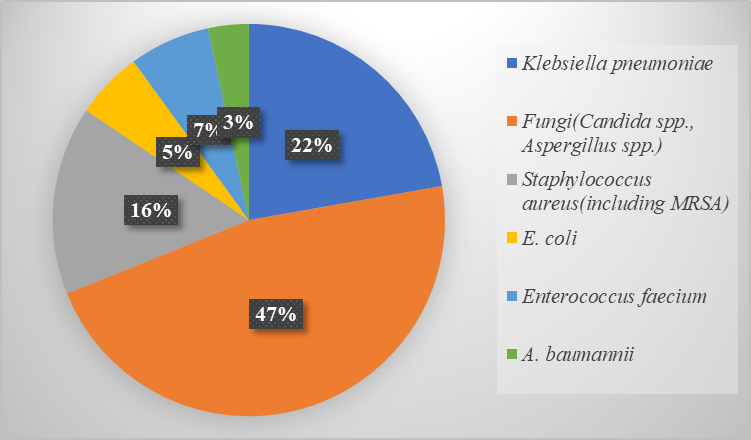 22%
47%
16%
5%
7%
3%
Klebsiella pneumoniae
Fungi(Candida spp.,
Aspergillus spp.)
Staphylococcus
aureus(including MRSA)
E. coli
Enterococcus faecium
A. baumannii